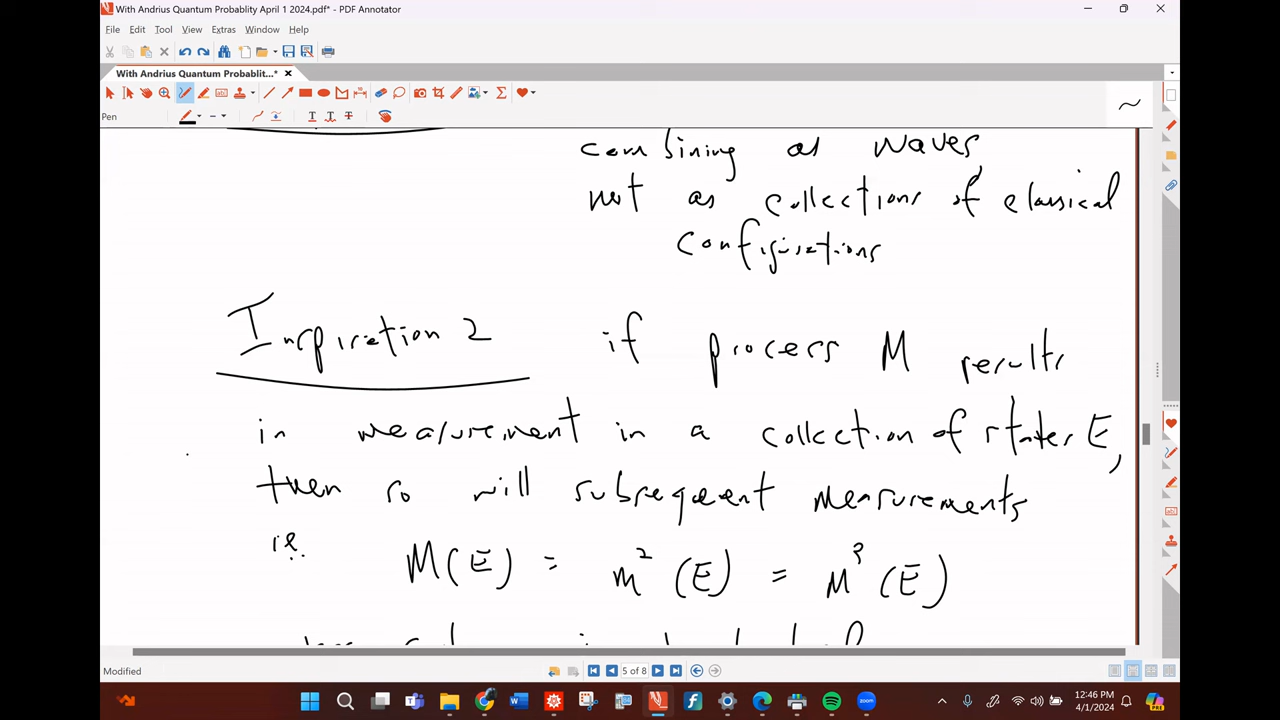 With Andrius Quantum Probablity April 1 2024.pdf* - PDF Annotator
File Edit Tool View Extras Window Help
With Andrius Quantum Probablit...*
Pen
combining as waves,
not as collections of classical
configurations
Inspiration 2 if process M results
in measurement in a collection of states E,
then so will subsequent measurements
ie. M(E) = M²(E) = M³(E)
Modified
5 of 8
12:46 PM
4/1/2024